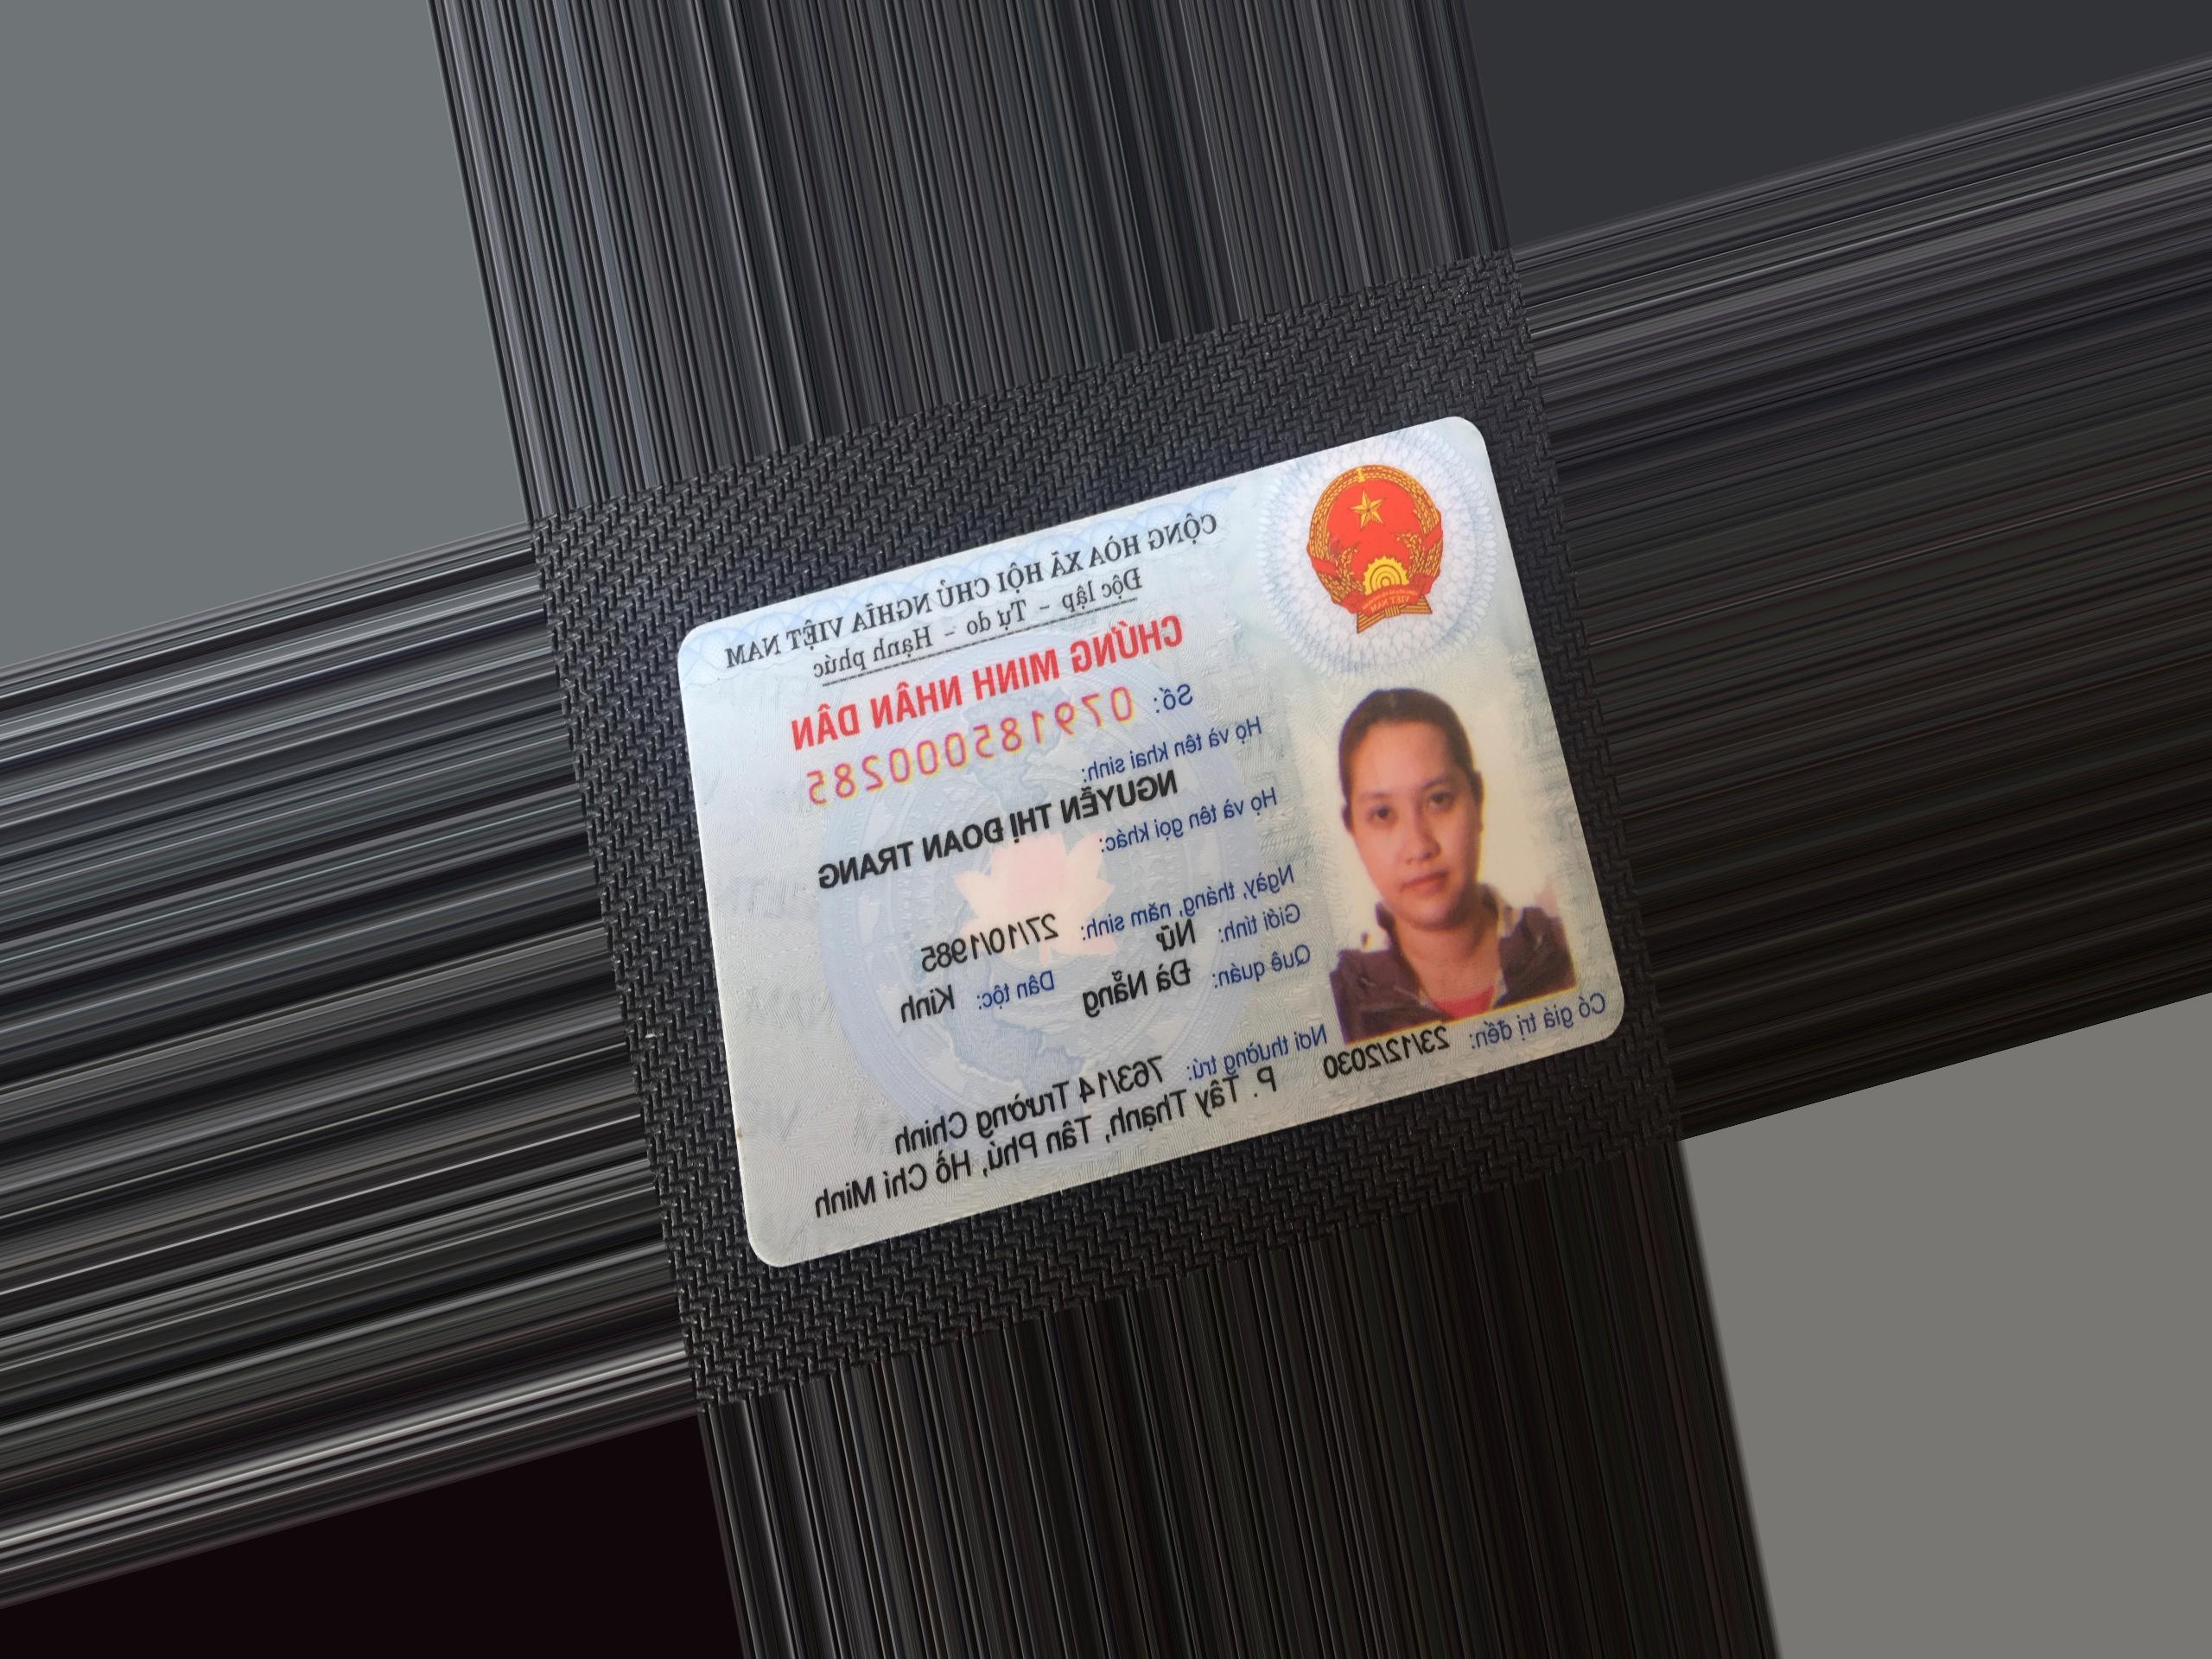 CỘNG HÒA XÃ HỘI CHỦ NGHĨA VIỆT NAM
Độc lập - Tự do - Hạnh phúc
CHỨNG MINH NHÂN DÂN
Số: 079185000285
Họ và tên khai sinh:
NGUYỄN THỊ ĐOAN TRANG
Họ và tên gọi khác:
Ngày, tháng, năm sinh: 27/10/1985
Giới tính: Nữ Dân tộc: Kinh
Quê quán: Đà Nẵng
Nơi thường trú: 763/14 Trường Chinh
P. Tây Thạnh, Tân Phú, Hồ Chí Minh
Có giá trị đến: 23/12/2030
VIỆT NAM